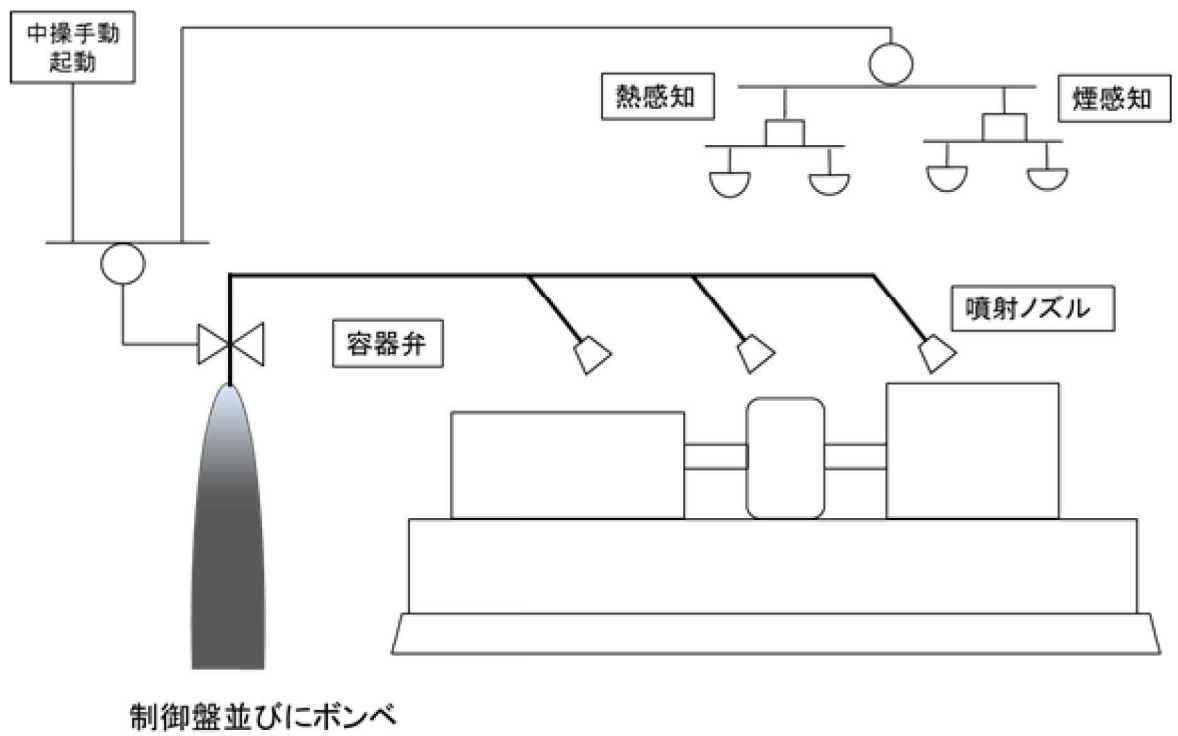 中操手動
起動
熱感知
煙感知
噴射ノズル
容器弁
制御盤並びにボンベ